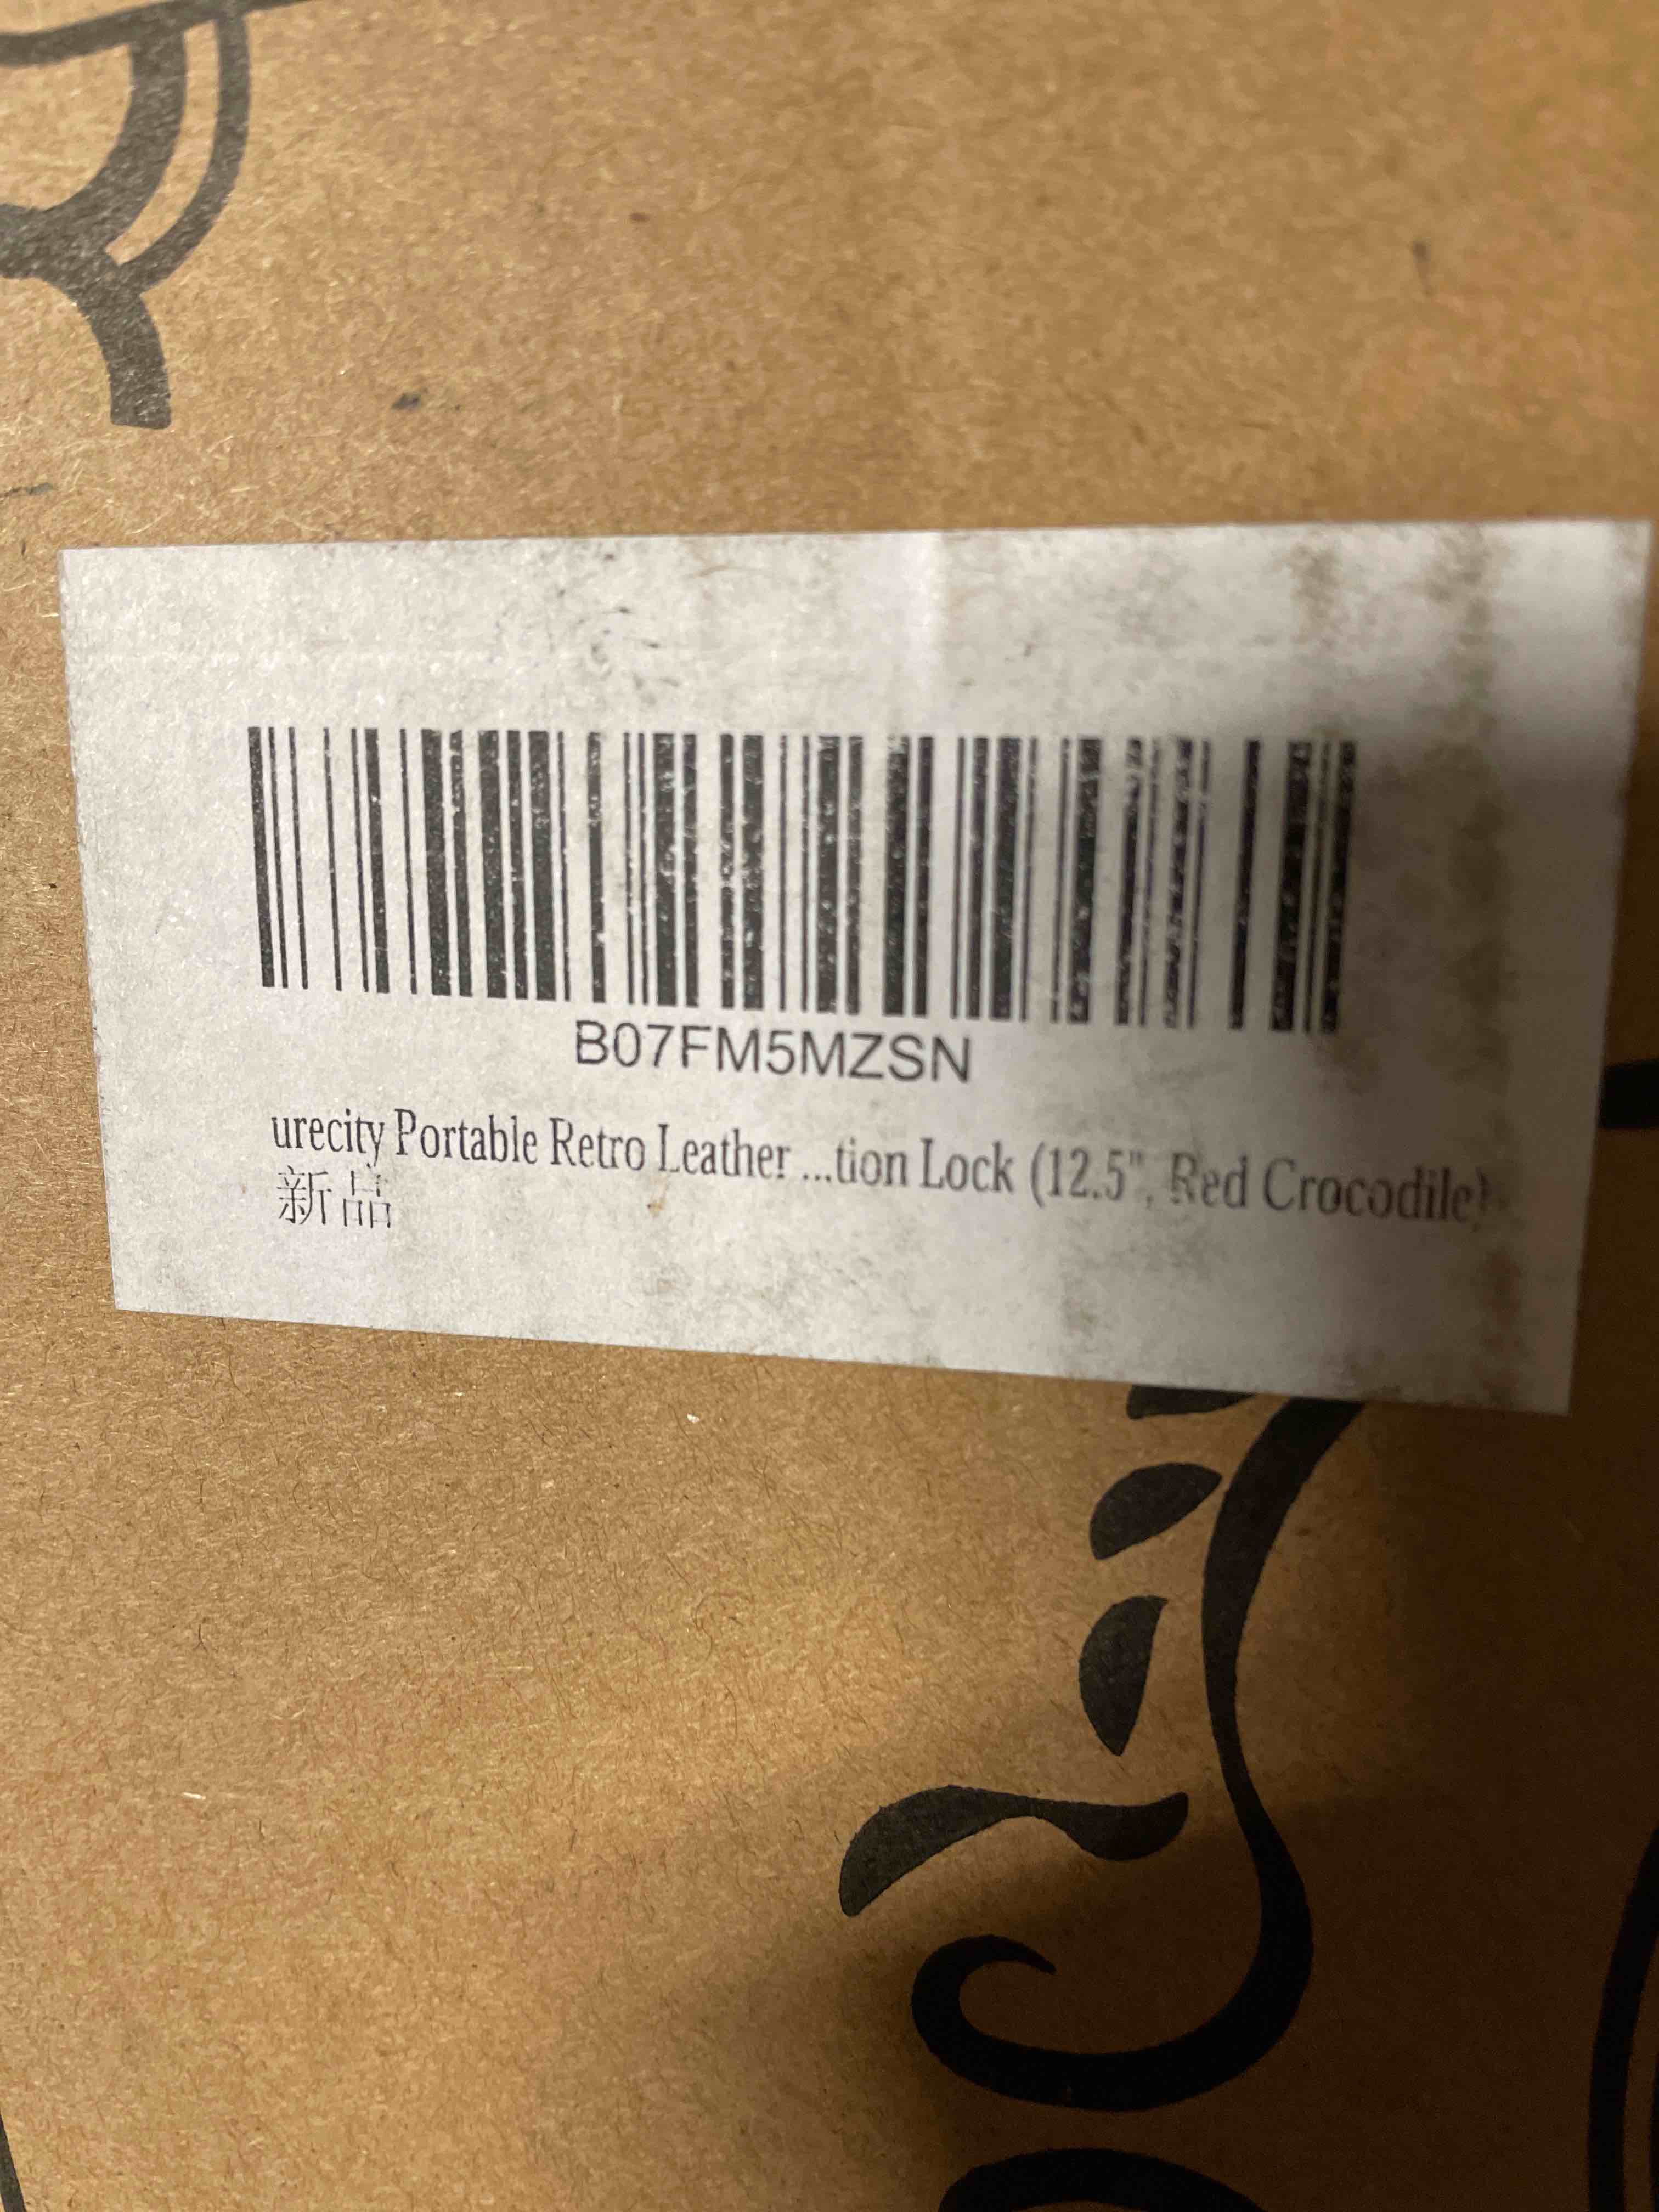 B07FM5MZSN
urecity Portable Retro Leather ...tion Lock (12.5", Red Crocodile)
新品